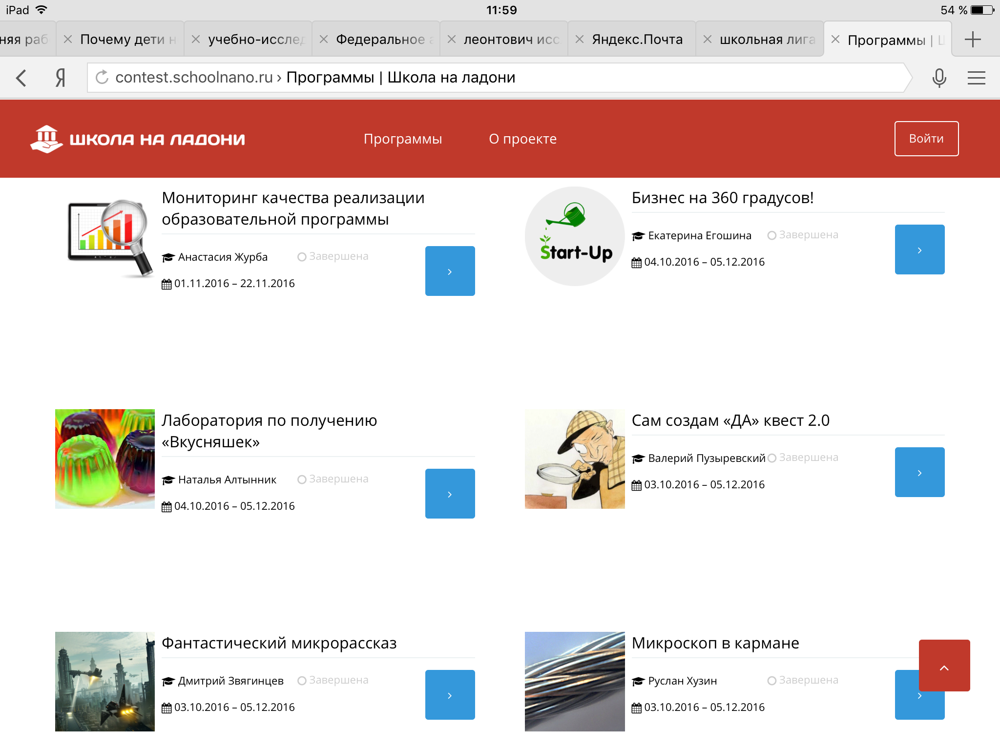 iPad 11:59 54 %
няя раб Почему дети н учебно-исслед Федеральное а леонтович исс Яндекс.Почта школьная лига Программы | Ш
Я contest.schoolnano.ru › Программы | Школа на ладони
ШКОЛА НА ЛАДОНИ Программы О проекте Войти
Мониторинг качества реализации
образовательной программы
Анастасия Журба Завершена
01.11.2016 – 22.11.2016
Бизнес на 360 градусов!
Start-Up
Екатерина Егошина Завершена
04.10.2016 – 05.12.2016
Лаборатория по получению
«Вкусняшек»
Наталья Алтынник Завершена
04.10.2016 – 05.12.2016
Сам создам «ДА» квест 2.0
Валерий Пузыревский Завершена
03.10.2016 – 05.12.2016
Фантастический микрорассказ
Дмитрий Звягинцев Завершена
03.10.2016 – 05.12.2016
Микроскоп в кармане
Руслан Хузин Завершена
03.10.2016 – 05.12.2016